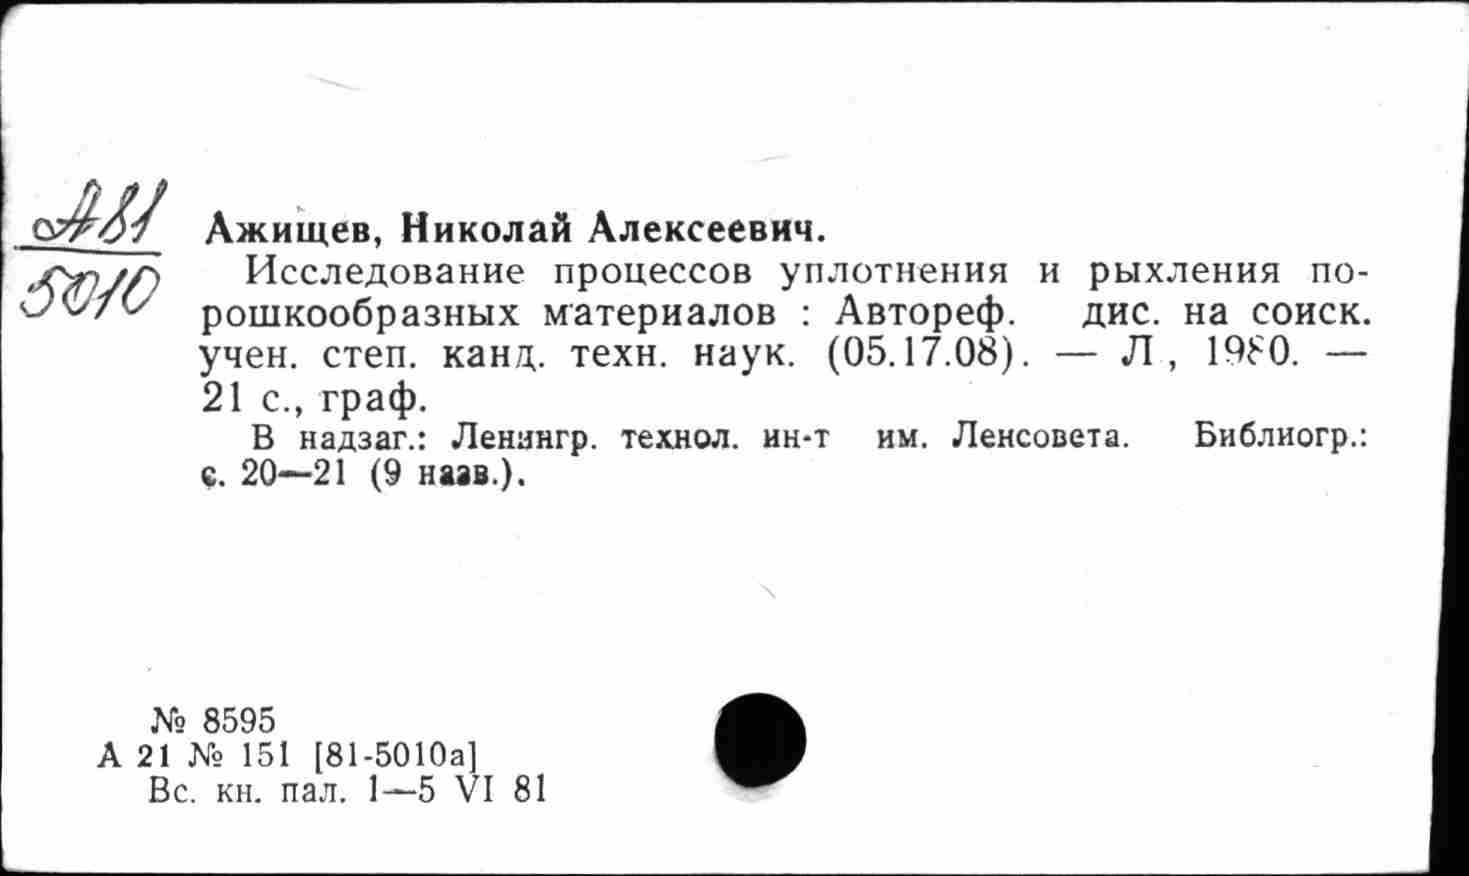 А81
5010
Ажищев, Николай Алексеевич.
Исследование процессов уплотнения и рыхления по-
рошкообразных материалов : Автореф. дис. на соиск.
учен. степ. канд. техн. наук. (05.17.08). — Л , 1980. —
21 с., граф.
В надзаг.: Ленингр. технол. ин-т им. Ленсовета. Библиогр.:
с. 20—21 (9 назв.).
№ 8595
А 21 № 151 [81-5010а]
Вс. кн. пал. 1—5 VI 81